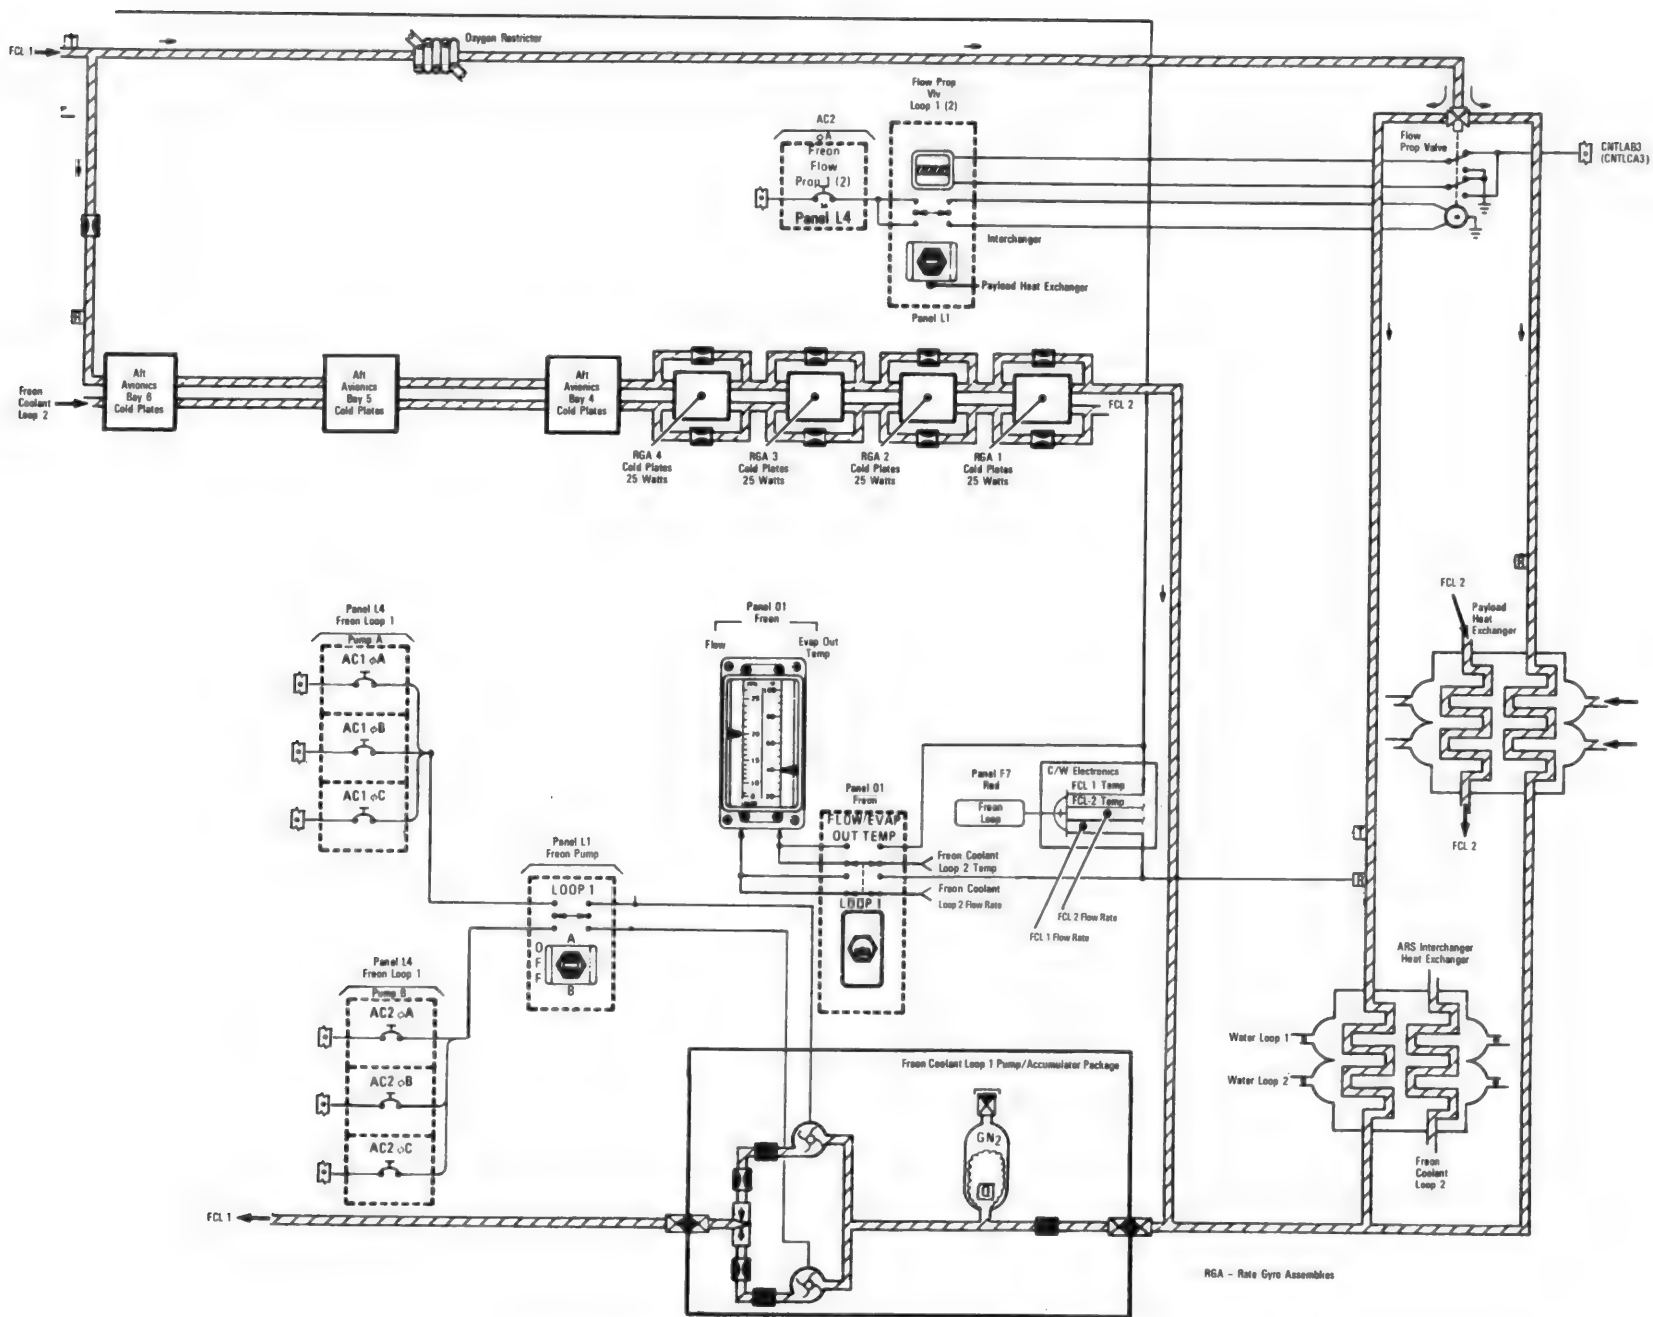 FCL 1
Oxygen Restrictor
Flow Prop
Vlv
Loop 1 (2)
AC2
φA
Freon
Flow
Prop 1 (2)
Panel L4
Interchanger
Payload Heat Exchanger
Panel L1
Flow
Prop Valve
CNTLAB3
(CNTLCA3)
Aft
Avionics
Bay 6
Cold Plates
Aft
Avionics
Bay 5
Cold Plates
Aft
Avionics
Bay 4
Cold Plates
Freon
Coolant
Loop 2
FCL 2
RGA 4
Cold Plates
25 Watts
RGA 3
Cold Plates
25 Watts
RGA 2
Cold Plates
25 Watts
RGA 1
Cold Plates
25 Watts
FCL 2
Payload
Heat
Exchanger
FCL 2
Panel L4
Freon Loop 1
Pump A
AC1 φA
AC1 φB
AC1 φC
Panel O1
Freon
Flow
Evap Out
Temp
25
20
15
10
Panel O1
Freon
FLOW/EVAP
OUT TEMP
LOOP 1
Freon Coolant
Loop 2 Temp
Freon Coolant
Loop 2 Flow Rate
Panel F7
Red
Freon
Loop
C/W Electronics
FCL 1 Temp
FCL-2 Temp
FCL 2 Flow Rate
FCL 1 Flow Rate
Panel L1
Freon Pump
LOOP 1
A
OFF
B
Panel L4
Freon Loop 1
Pump B
AC2 φA
AC2 φB
AC2 φC
ARS Interchanger
Heat Exchanger
Water Loop 1
Water Loop 2
Freon
Coolant
Loop 2
Freon Coolant Loop 1 Pump/Accumulator Package
GN2
FCL 1
RGA - Rate Gyro Assemblies